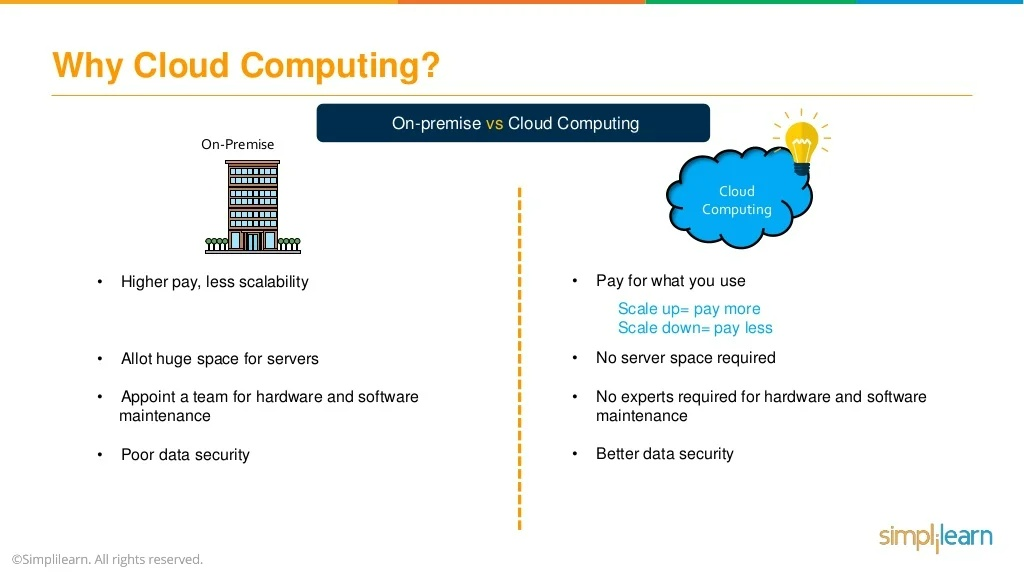 Why Cloud Computing?
On-premise vs Cloud Computing
On-Premise
Cloud
Computing
• Higher pay, less scalability
• Allot huge space for servers
• Appoint a team for hardware and software
maintenance
• Poor data security
• Pay for what you use
Scale up= pay more
Scale down= pay less
• No server space required
• No experts required for hardware and software
maintenance
• Better data security
simplilearn
©Simplilearn. All rights reserved.